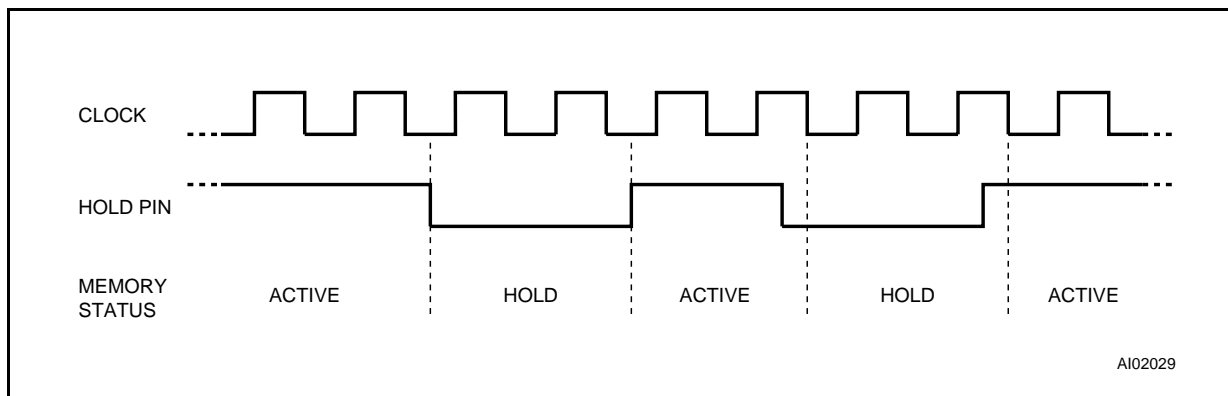 CLOCK
HOLD PIN
MEMORY
STATUS
ACTIVE
HOLD
ACTIVE
HOLD
ACTIVE
AI02029